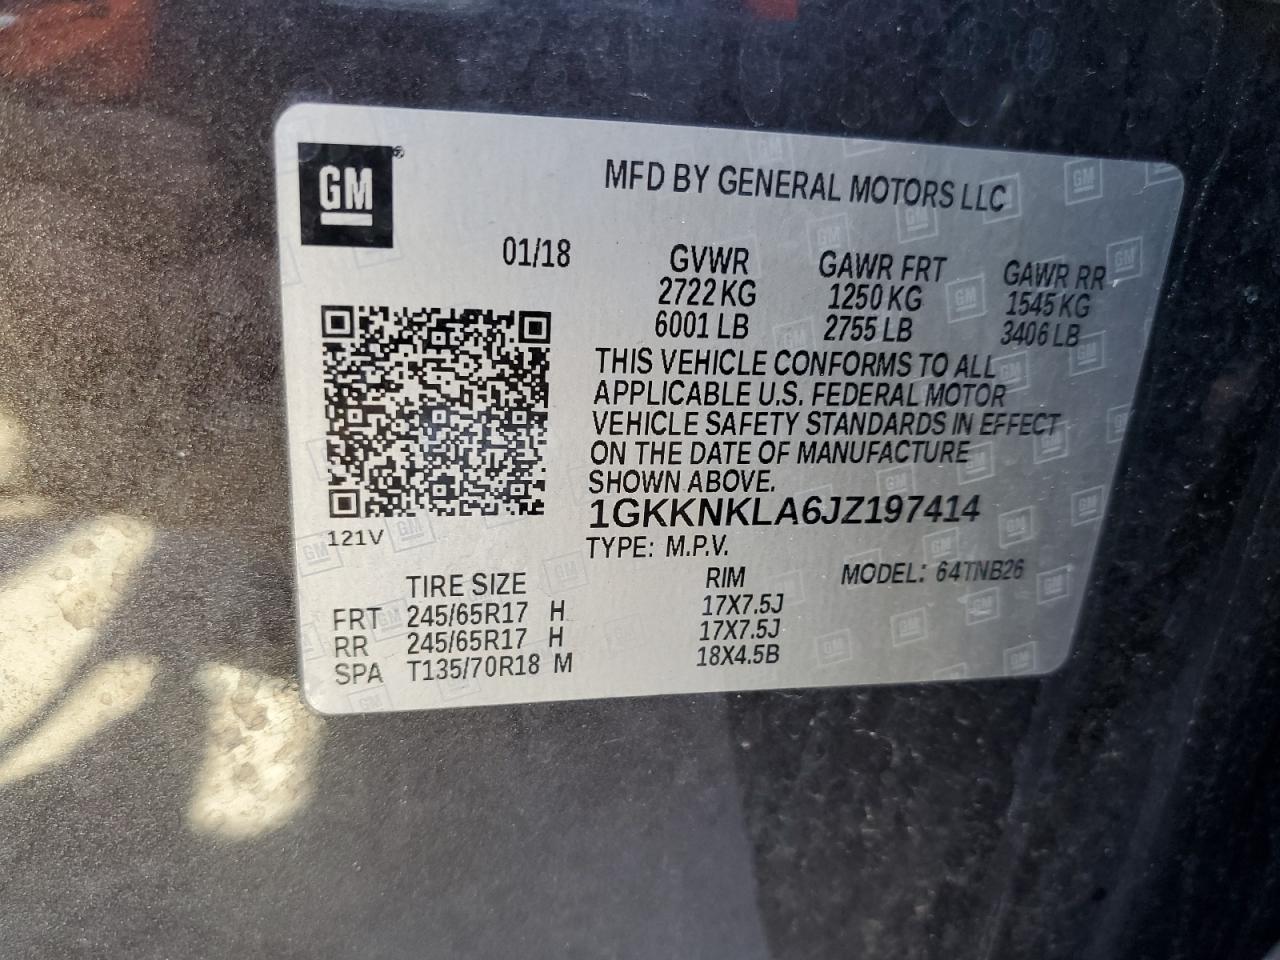 GM®
MFD BY GENERAL MOTORS LLC
01/18
GVWR
2722 KG
6001 LB
GAWR FRT
1250 KG
2755 LB
GAWR RR
1545 KG
3406 LB
THIS VEHICLE CONFORMS TO ALL
APPLICABLE U.S. FEDERAL MOTOR
VEHICLE SAFETY STANDARDS IN EFFECT
ON THE DATE OF MANUFACTURE
SHOWN ABOVE.
1GKKNKLA6JZ197414
121V
TYPE: M.P.V.
MODEL: 64TNB26
TIRE SIZE RIM
FRT 245/65R17 H 17X7.5J
RR 245/65R17 H 17X7.5J
SPA T135/70R18 M 18X4.5B